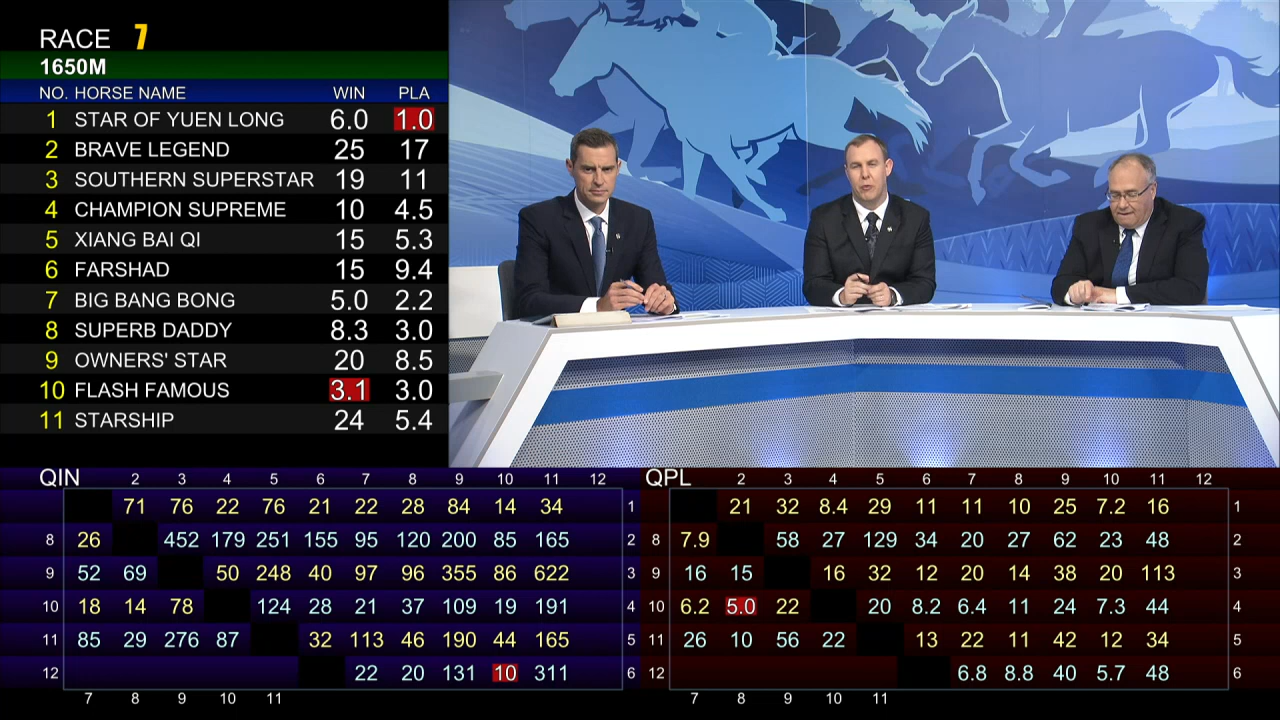 RACE 7
1650M
NO. HORSE NAME WIN PLA
1 STAR OF YUEN LONG 6.0 1.0
2 BRAVE LEGEND 25 17
3 SOUTHERN SUPERSTAR 19 11
4 CHAMPION SUPREME 10 4.5
5 XIANG BAI QI 15 5.3
6 FARSHAD 15 9.4
7 BIG BANG BONG 5.0 2.2
8 SUPERB DADDY 8.3 3.0
9 OWNERS' STAR 20 8.5
10 FLASH FAMOUS 3.1 3.0
11 STARSHIP 24 5.4
QIN 2 3 4 5 6 7 8 9 10 11 12
71 76 22 76 21 22 28 84 14 34 1
8 26 452 179 251 155 95 120 200 85 165 2
9 52 69 50 248 40 97 96 355 86 622 3
10 18 14 78 124 28 21 37 109 19 191 4
11 85 29 276 87 32 113 46 190 44 165 5
12 22 20 131 10 311 6
7 8 9 10 11
QPL 2 3 4 5 6 7 8 9 10 11 12
21 32 8.4 29 11 11 10 25 7.2 16 1
8 7.9 58 27 129 34 20 27 62 23 48 2
9 16 15 16 32 12 20 14 38 20 113 3
10 6.2 5.0 22 20 8.2 6.4 11 24 7.3 44 4
11 26 10 56 22 13 22 11 42 12 34 5
12 6.8 8.8 40 5.7 48 6
7 8 9 10 11